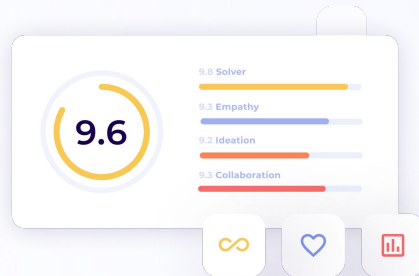 9.6
9.8 Solver
9.3 Empathy
9.2 Ideation
9.3 Collaboration